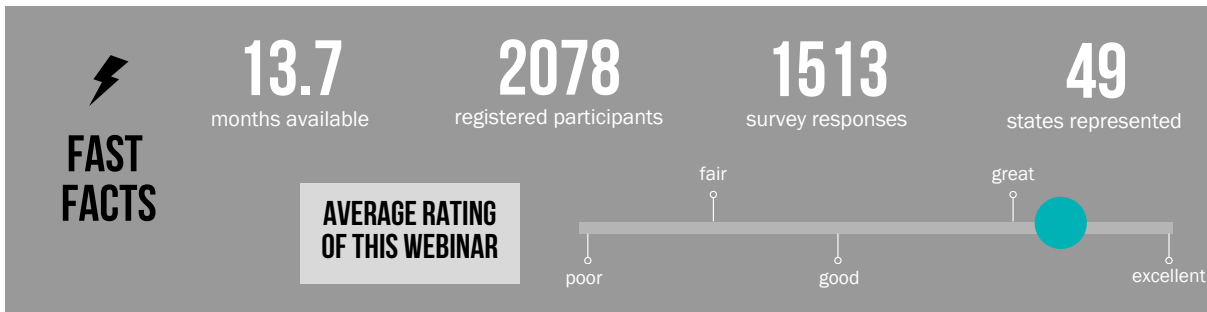 FAST
FACTS
13.7
months available
2078
registered participants
1513
survey responses
49
states represented
AVERAGE RATING
OF THIS WEBINAR
poor
fair
good
great
excellent